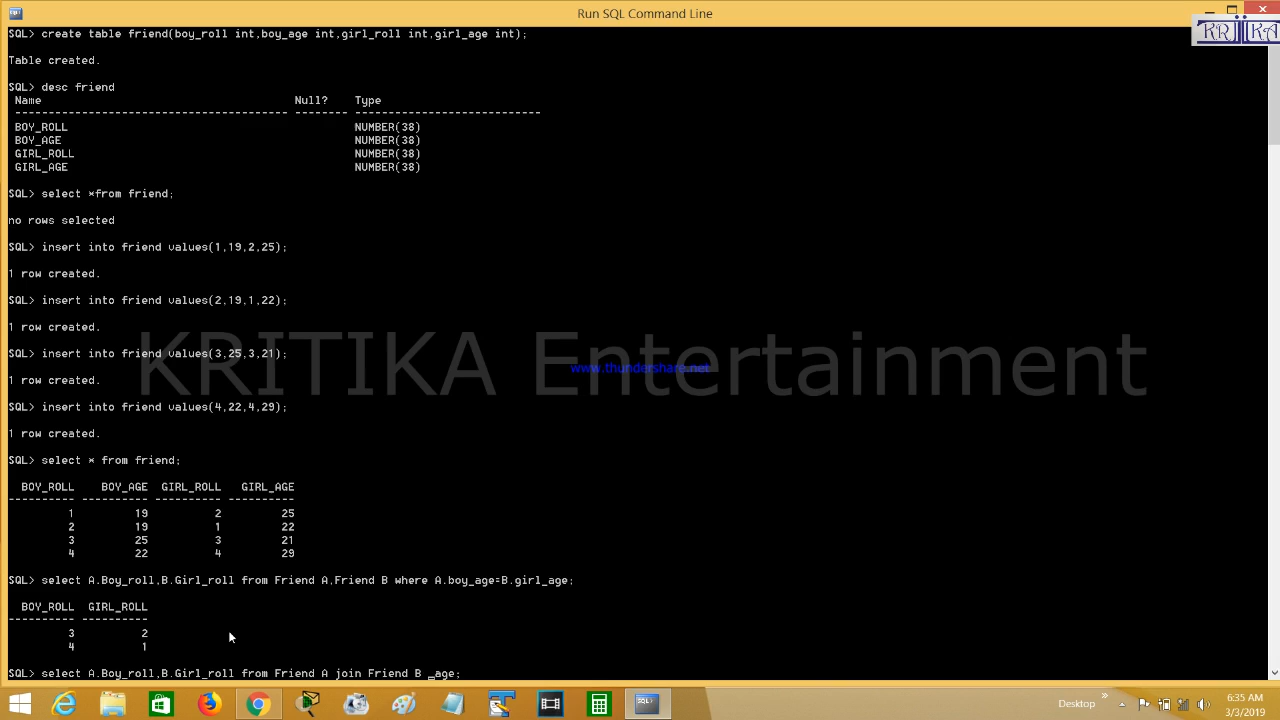 Run SQL Command Line
KRIIKA
SQL> create table friend(boy_roll int,boy_age int,girl_roll int,girl_age int);
Table created.
SQL> desc friend
Name Null? Type
----------------------------------------- -------- ----------------------------
BOY_ROLL NUMBER(38)
BOY_AGE NUMBER(38)
GIRL_ROLL NUMBER(38)
GIRL_AGE NUMBER(38)
SQL> select *from friend;
no rows selected
SQL> insert into friend values(1,19,2,25);
1 row created.
SQL> insert into friend values(2,19,1,22);
1 row created.
SQL> insert into friend values(3,25,3,21);
KRITIKA Entertainment
www.thundershare.net
1 row created.
SQL> insert into friend values(4,22,4,29);
1 row created.
SQL> select * from friend;
BOY_ROLL BOY_AGE GIRL_ROLL GIRL_AGE
---------- ---------- ---------- ----------
1 19 2 25
2 19 1 22
3 25 3 21
4 22 4 29
SQL> select A.Boy_roll,B.Girl_roll from Friend A,Friend B where A.boy_age=B.girl_age;
BOY_ROLL GIRL_ROLL
---------- ----------
3 2
4 1
SQL> select A.Boy_roll,B.Girl_roll from Friend A join Friend B _age;
Desktop
6:35 AM
3/3/2019